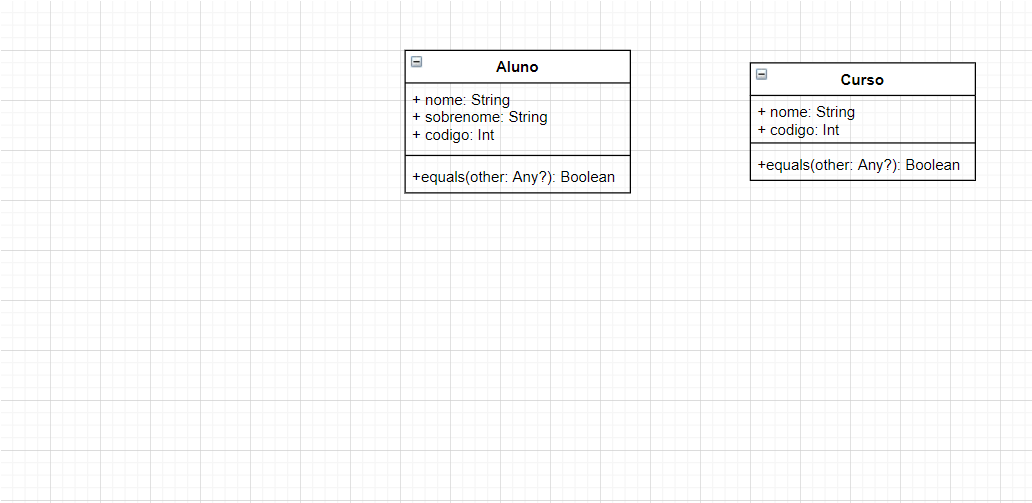 Aluno
+ nome: String
+ sobrenome: String
+ codigo: Int
+equals(other: Any?): Boolean
Curso
+ nome: String
+ codigo: Int
+equals(other: Any?): Boolean